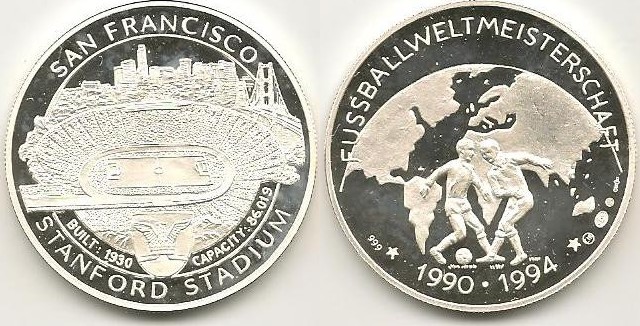 SAN FRANCISCO
BUILT: 1930
CAPACITY: 86,019
STANFORD STADIUM
FUSSBALLWELTMEISTERSCHAFT
999
1990 • 1994